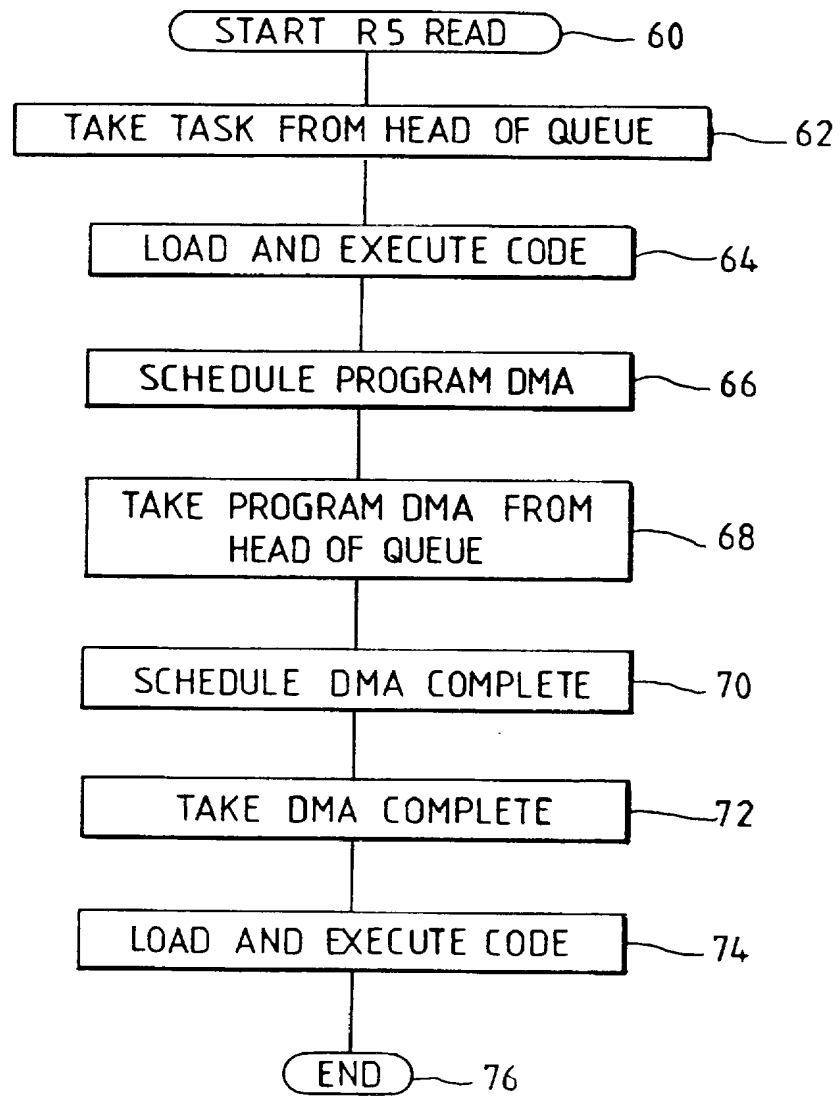 START R5 READ 60
TAKE TASK FROM HEAD OF QUEUE 62
LOAD AND EXECUTE CODE 64
SCHEDULE PROGRAM DMA 66
TAKE PROGRAM DMA FROM
HEAD OF QUEUE 68
SCHEDULE DMA COMPLETE 70
TAKE DMA COMPLETE 72
LOAD AND EXECUTE CODE 74
END 76